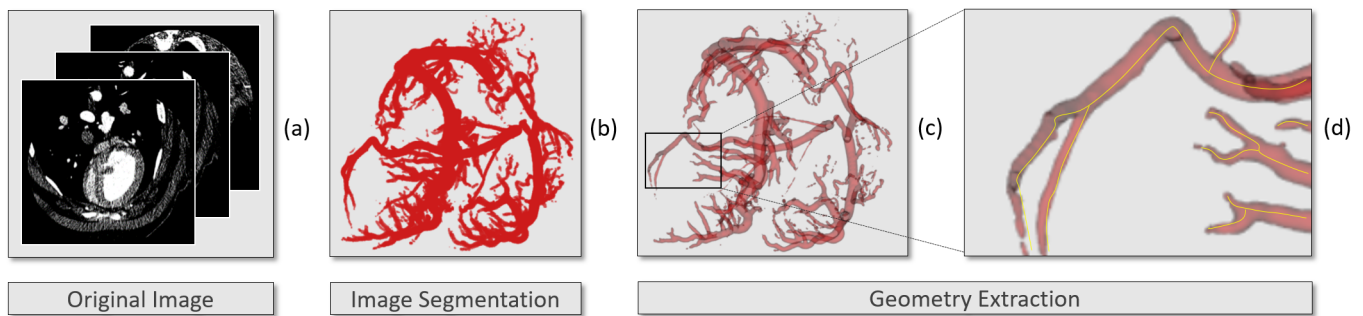 (a)
(b)
(c)
(d)
Original Image
Image Segmentation
Geometry Extraction